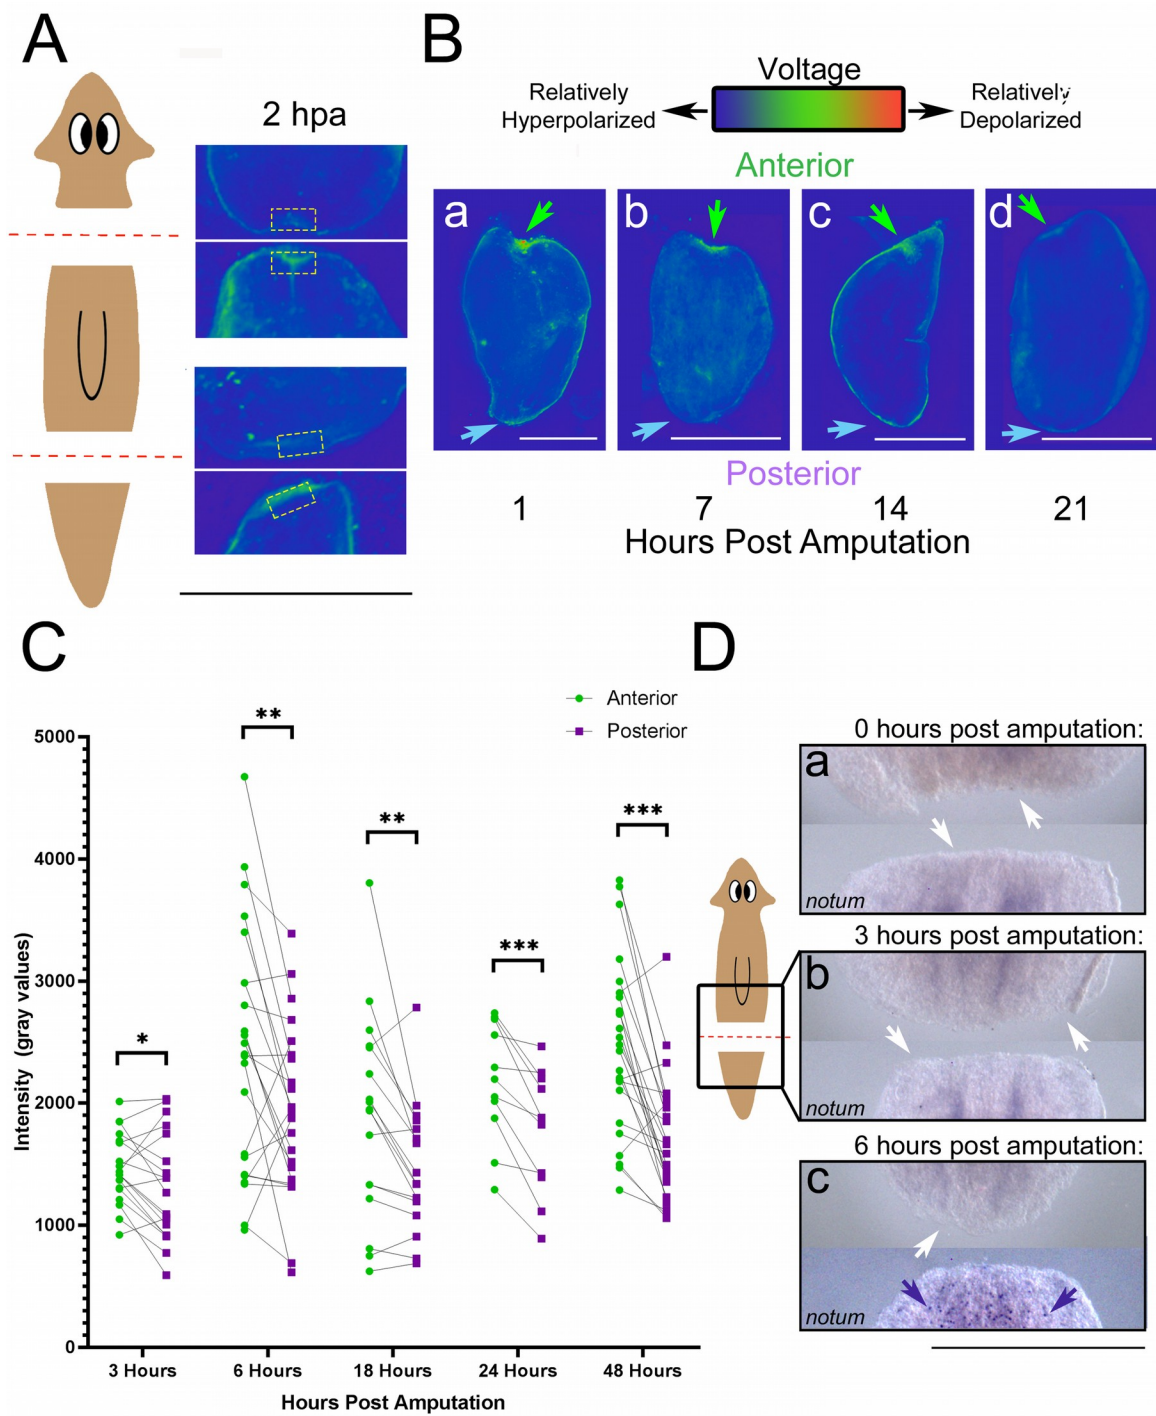 A
2 hpa
B
Voltage
Relatively
Hyperpolarized
Relatively
Depolarized
Anterior
a
b
c
d
Posterior
1
7
14
21
Hours Post Amputation
C
Anterior
Posterior
Intensity (gray values)
5000
4000
3000
2000
1000
0
**
**
***
***
*
3 Hours
6 Hours
18 Hours
24 Hours
48 Hours
Hours Post Amputation
D
0 hours post amputation:
a
notum
3 hours post amputation:
b
notum
6 hours post amputation:
c
notum